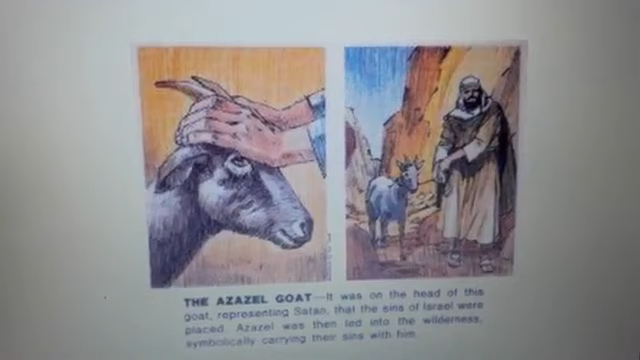 THE AZAZEL GOAT—It was on the head of this
goat, representing Satan, that the sins of Israel were
placed. Azazel was then led into the wilderness,
symbolically carrying their sins with him.